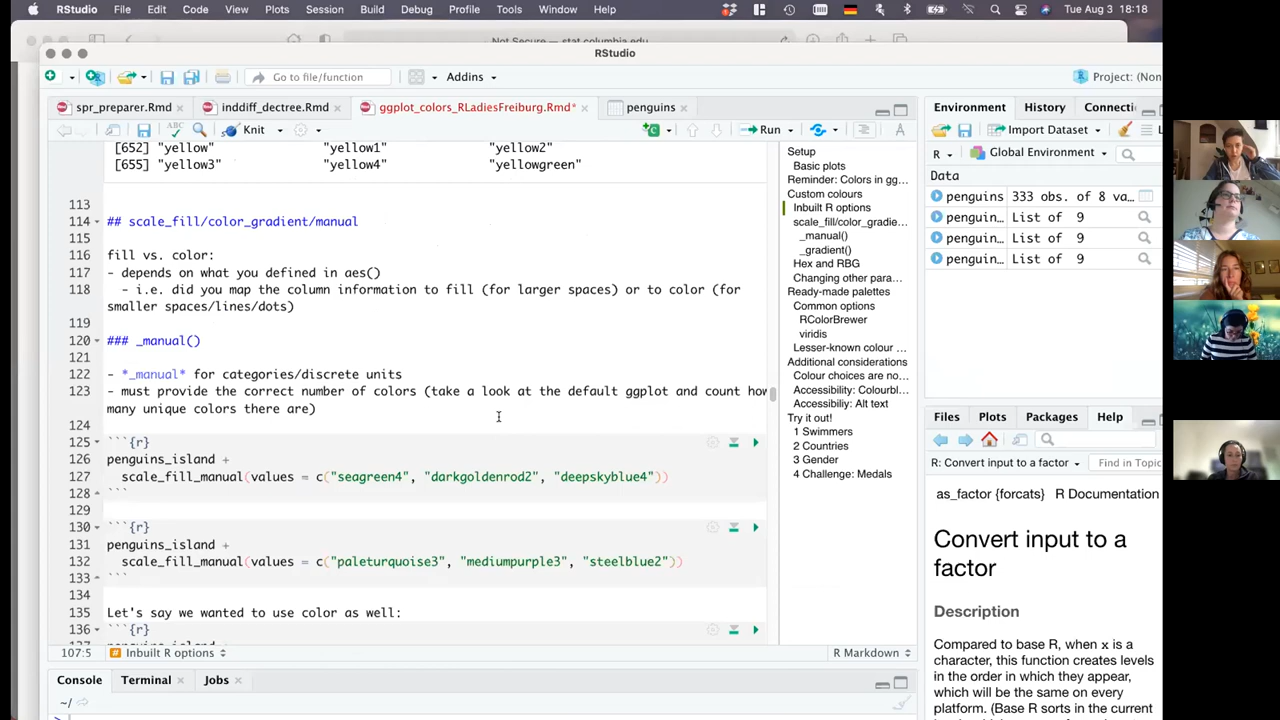 RStudio File Edit Code View Plots Session Build Debug Profile Tools Window Help Tue Aug 3 18:18
Not Secure — stat.columbia.edu
RStudio
Go to file/function Addins Project: (Non
spr_preparer.Rmd inddiff_dectree.Rmd ggplot_colors_RLadiesFreiburg.Rmd* penguins
Knit Run
[652] "yellow" "yellow1" "yellow2"
[655] "yellow3" "yellow4" "yellowgreen"
113
114 ## scale_fill/color_gradient/manual
115
116 fill vs. color:
117 - depends on what you defined in aes()
118 - i.e. did you map the column information to fill (for larger spaces) or to color (for
smaller spaces/lines/dots)
119
120 ### _manual()
121
122 - *_manual* for categories/discrete units
123 - must provide the correct number of colors (take a look at the default ggplot and count how
many unique colors there are)
124
125 ```{r}
126 penguins_island +
127 scale_fill_manual(values = c("seagreen4", "darkgoldenrod2", "deepskyblue4"))
128 ```
129
130 ```{r}
131 penguins_island +
132 scale_fill_manual(values = c("paleturquoise3", "mediumpurple3", "steelblue2"))
133 ```
134
135 Let's say we wanted to use color as well:
136 ```{r}
107:5 # Inbuilt R options R Markdown
Console Terminal Jobs
~/
>
Setup
Basic plots
Reminder: Colors in gg...
Custom colours
Inbuilt R options
scale_fill/color_gradie...
_manual()
_gradient()
Hex and RBG
Changing other para...
Ready-made palettes
Common options
RColorBrewer
viridis
Lesser-known colour ...
Additional considerations
Colour choices are no...
Accessibility: Colourbl...
Accessibiliy: Alt text
Try it out!
1 Swimmers
2 Countries
3 Gender
4 Challenge: Medals
Environment History Connecti
Import Dataset
R Global Environment
Data
penguins 333 obs. of 8 va...
penguin... List of 9
penguin... List of 9
penguin... List of 9
Files Plots Packages Help
R: Convert input to a factor Find in Topic
as_factor {forcats} R Documentation
Convert input to a
factor
Description
Compared to base R, when x is a
character, this function creates levels
in the order in which they appear,
which will be the same on every
platform. (Base R sorts in the current